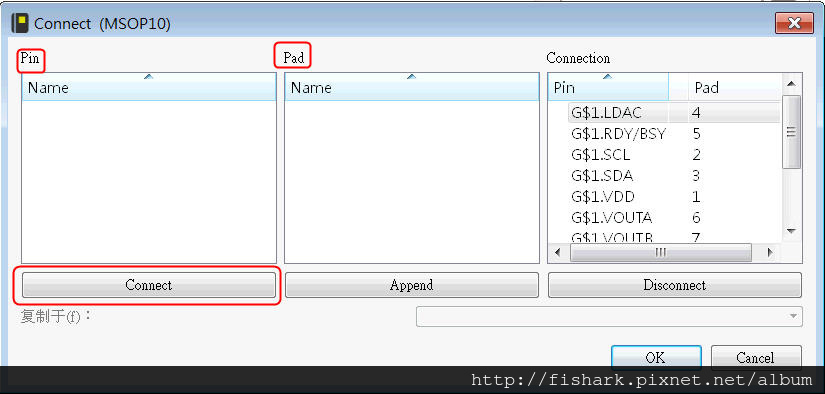 Connect (MSOP10)
Pin
Pad
Connection
Name
Name
Pin Pad
G$1.LDAC 4
G$1.RDY/BSY 5
G$1.SCL 2
G$1.SDA 3
G$1.VDD 1
G$1.VOUTA 6
G$1.VOUTB 7
Connect
Append
Disconnect
复制于(f)：
OK
Cancel
http://fishark.pixnet.net/album